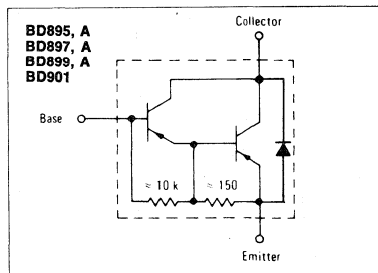 BD895, A
BD897, A
BD899, A
BD901
Collector
Base
≈ 10 k
≈ 150
Emitter